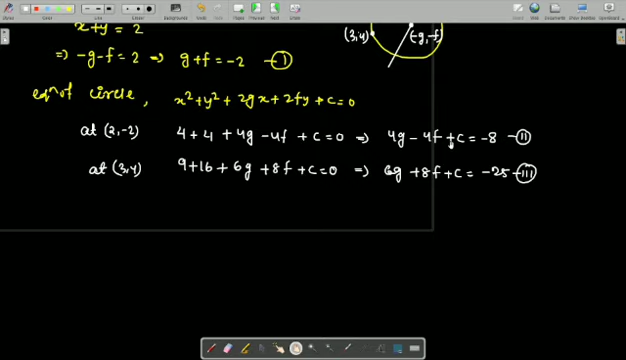 x+y = 2
(3,4)
(-g,-f)
=> -g-f = 2 => g+f = -2 —(I)
eqn of circle, x²+y²+2gx+2fy+c=0
at (2,-2) 4+4+4g-4f+c=0 => 4g-4f+c=-8 —(II)
at (3,4) 9+16+6g+8f+c=0 => 6g+8f+c=-25 —(III)